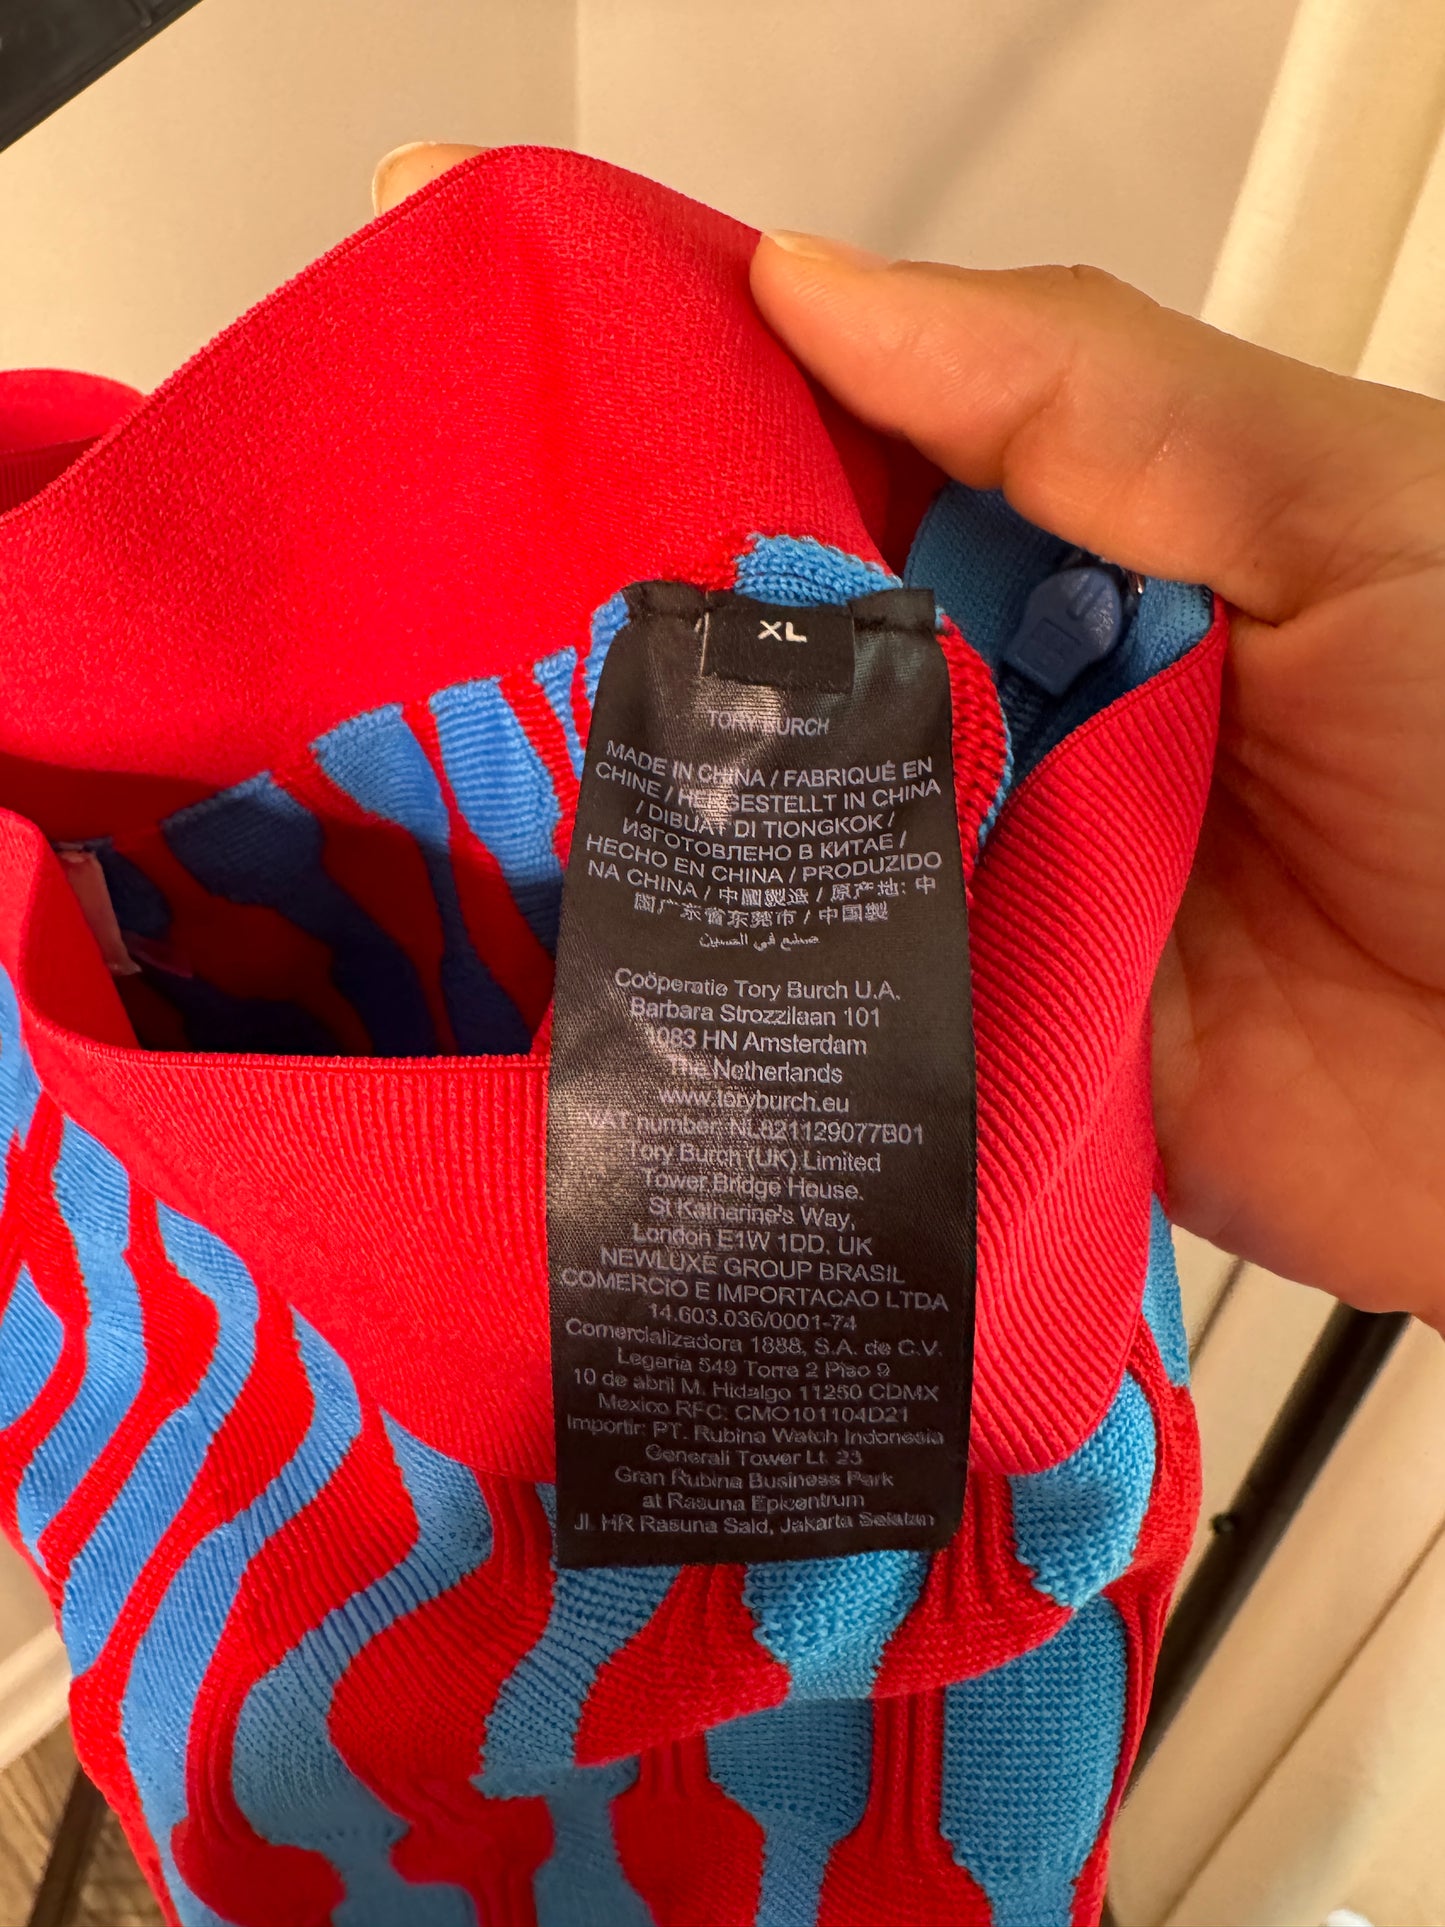 XL
TORY BURCH
MADE IN CHINA / FABRIQUÉ EN
CHINE / HERGESTELLT IN CHINA
/ DIBUAT DI TIONGKOK /
ИЗГОТОВЛЕНО В КИТАЕ /
HECHO EN CHINA / PRODUZIDO
NA CHINA / 中國製造 / 原产地: 中
国广东省东莞市 / 中国製
صنع في الصين
Coöperatie Tory Burch U.A.
Barbara Strozzilaan 101
1083 HN Amsterdam
The Netherlands
www.toryburch.eu
VAT number: NL821129077B01
Tory Burch (UK) Limited
Tower Bridge House,
St Katharine's Way,
London E1W 1DD, UK
NEWLUXE GROUP BRASIL
COMERCIO E IMPORTACAO LTDA
14.603.036/0001-74
Comercializadora 1888, S.A. de C.V.
Legaria 549 Torre 2 Piso 9
10 de abril M. Hidalgo 11250 CDMX
Mexico RFC: CMO101104D21
Importir: PT. Rubina Watch Indonesia
Generali Tower Lt. 23
Gran Rubina Business Park
at Rasuna Epicentrum
Jl. HR Rasuna Said, Jakarta Selatan